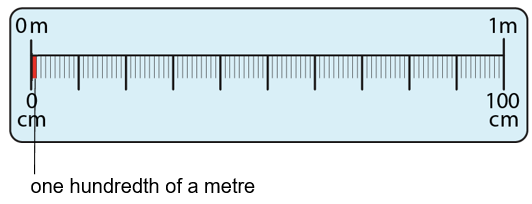 0 m 1 m
0 100
cm cm
one hundredth of a metre